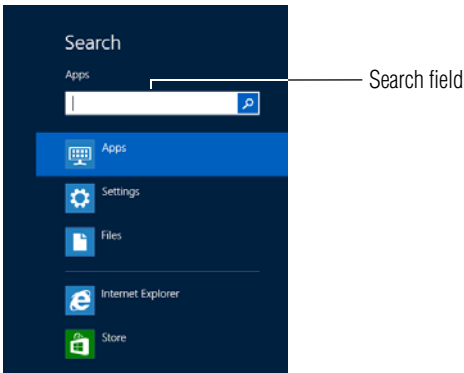 Search
Apps
Search field
Apps
Settings
Files
Internet Explorer
Store